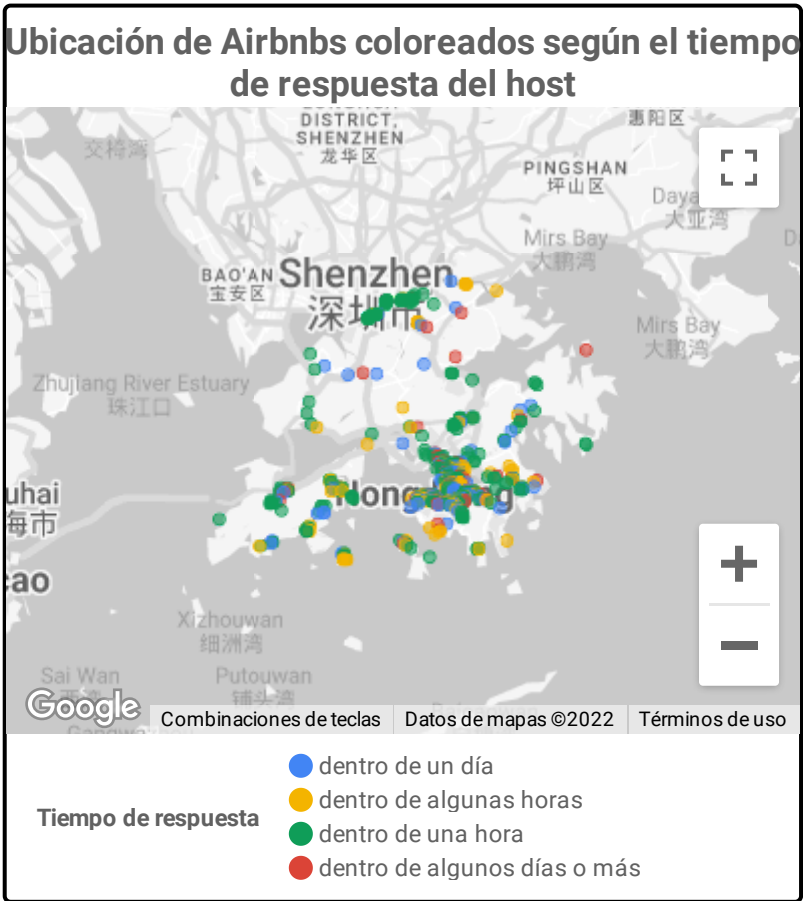 Ubicación de Airbnbs coloreados según el tiempo
de respuesta del host
DISTRICT,
SHENZHEN
龙华区
惠阳区
交椅湾
PINGSHAN
坪山区
Daya
大亚湾
Mirs Bay
大鹏湾
BAO'AN
宝安区
Shenzhen
深圳市
Mirs Bay
大鹏湾
Zhujiang River Estuary
珠江口
uhai
海市
cao
Xizhouwan
细洲湾
Sai Wan
Putouwan
铺头湾
Google
Combinaciones de teclas
Datos de mapas ©2022
Términos de uso
Tiempo de respuesta
dentro de un día
dentro de algunas horas
dentro de una hora
dentro de algunos días o más